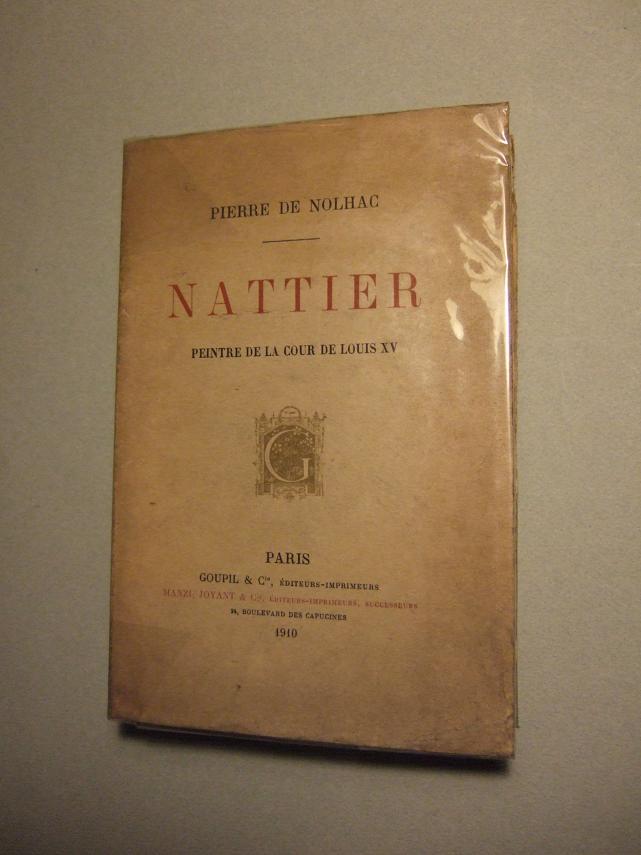 PIERRE DE NOLHAC
NATTIER
PEINTRE DE LA COUR DE LOUIS XV
G
PARIS
GOUPIL & Cie, ÉDITEURS-IMPRIMEURS
MANZI, JOYANT & Cie, ÉDITEURS-IMPRIMEURS, SUCCESSEURS
24, BOULEVARD DES CAPUCINES
1910